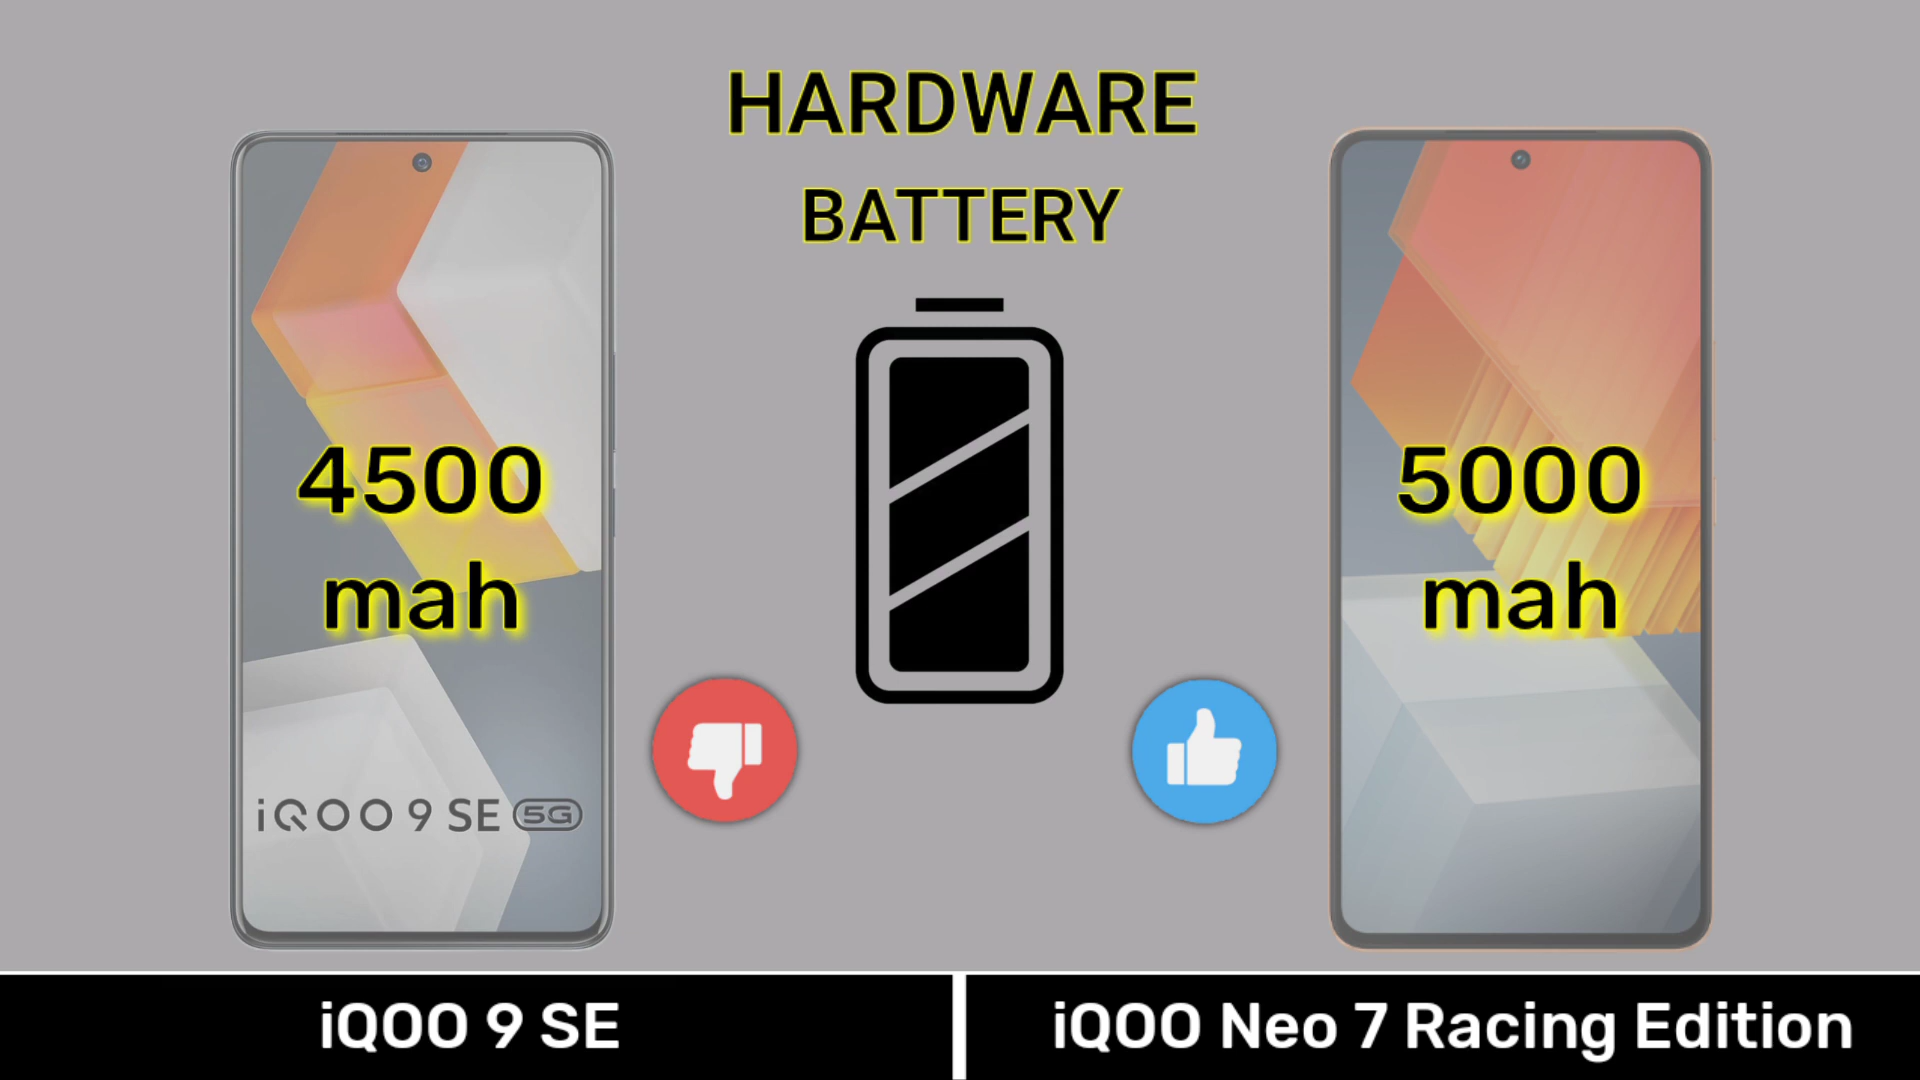 HARDWARE
BATTERY
4500
mah
5000
mah
iQOO 9 SE 5G
iQOO 9 SE
iQOO Neo 7 Racing Edition